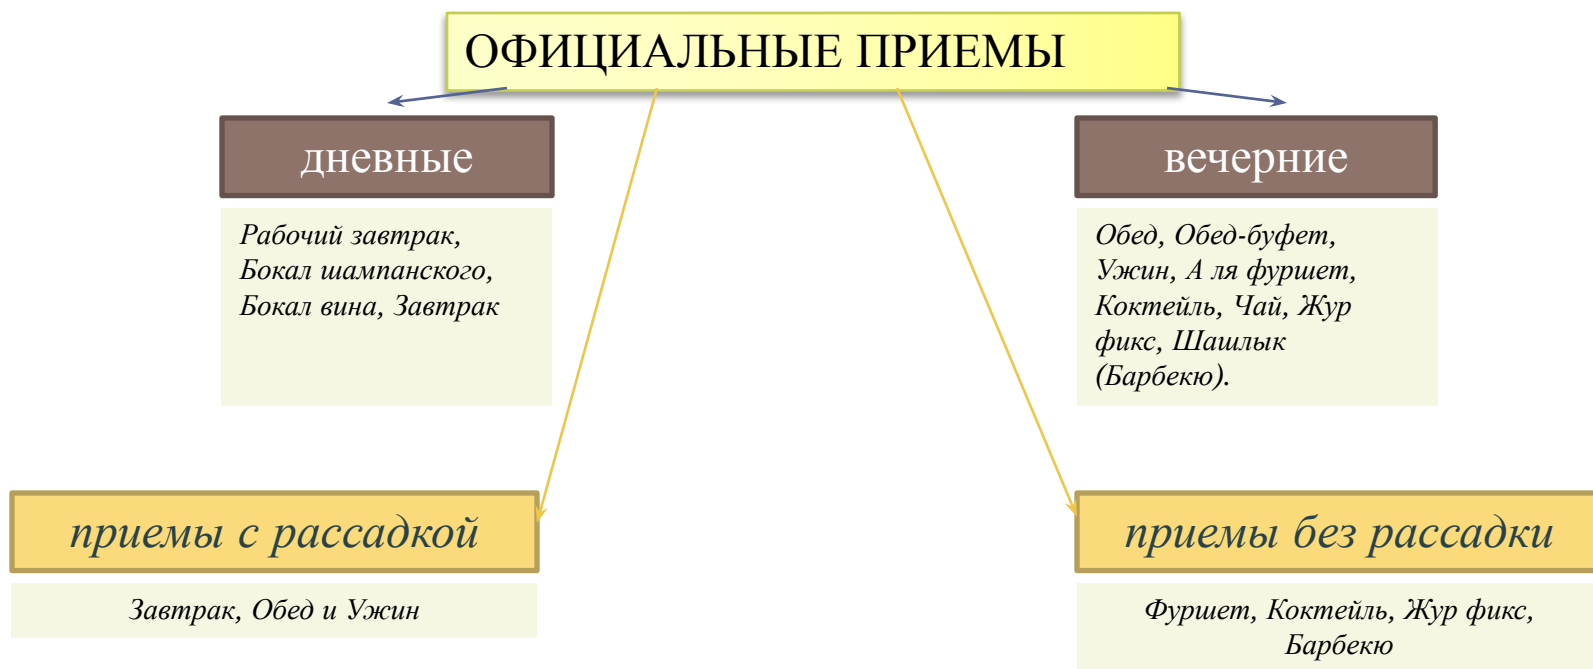 ОФИЦИАЛЬНЫЕ ПРИЕМЫ
дневные
Рабочий завтрак,
Бокал шампанского,
Бокал вина, Завтрак
вечерние
Обед, Обед-буфет,
Ужин, А ля фуршет,
Коктейль, Чай, Жур
фикс, Шашлык
(Барбекю).
приемы с рассадкой
Завтрак, Обед и Ужин
приемы без рассадки
Фуршет, Коктейль, Жур фикс,
Барбекю